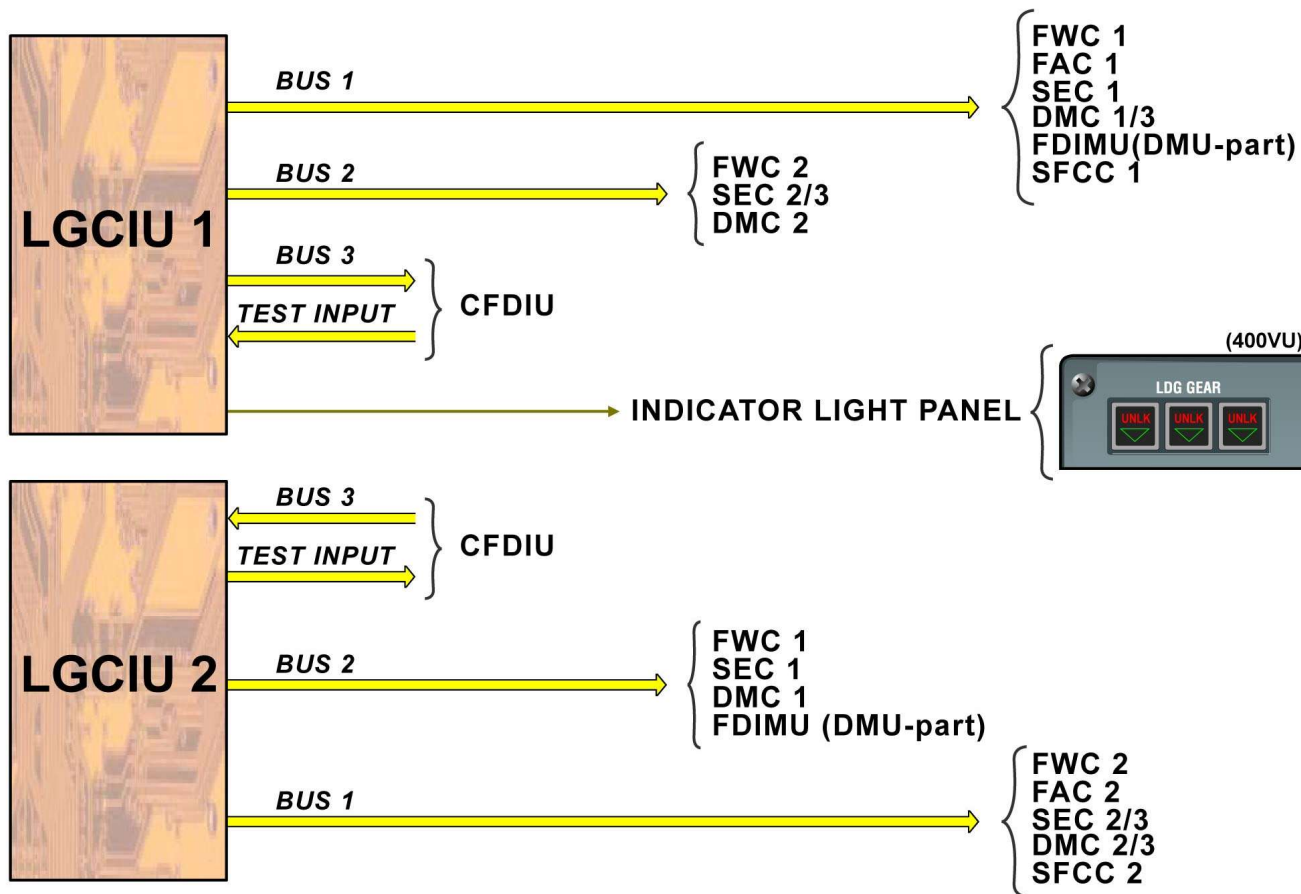 LGCIU 1
BUS 1
FWC 1
FAC 1
SEC 1
DMC 1/3
FDIMU(DMU-part)
SFCC 1
BUS 2
FWC 2
SEC 2/3
DMC 2
BUS 3
TEST INPUT
CFDIU
INDICATOR LIGHT PANEL
(400VU)
LDG GEAR
UNLK UNLK UNLK
LGCIU 2
BUS 3
TEST INPUT
CFDIU
BUS 2
FWC 1
SEC 1
DMC 1
FDIMU (DMU-part)
BUS 1
FWC 2
FAC 2
SEC 2/3
DMC 2/3
SFCC 2